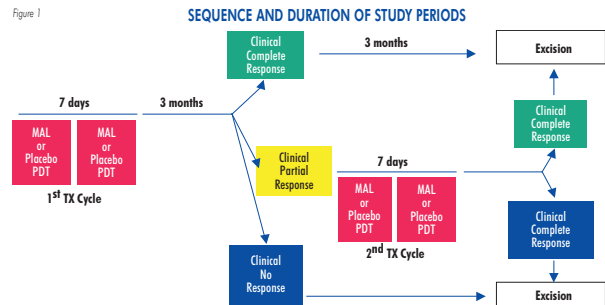 Figure 1
SEQUENCE AND DURATION OF STUDY PERIODS
Clinical
Complete
Response
3 months
Excision
7 days
3 months
MAL
or
Placebo
PDT
MAL
or
Placebo
PDT
1st TX Cycle
Clinical
Partial
Response
7 days
MAL
or
Placebo
PDT
MAL
or
Placebo
PDT
2nd TX Cycle
Clinical
Complete
Response
Clinical
Complete
Response
Clinical
No
Response
Excision